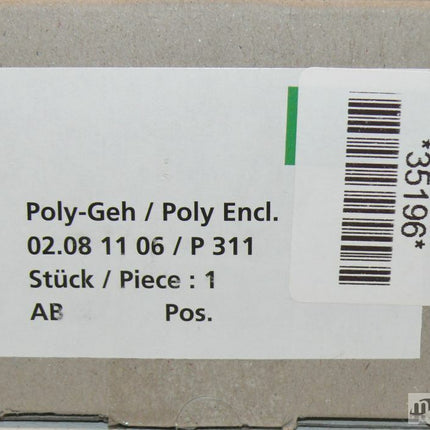 Poly-Geh / Poly Encl.
02.08 11 06 / P 311
Stück / Piece : 1
AB Pos.
*35196*